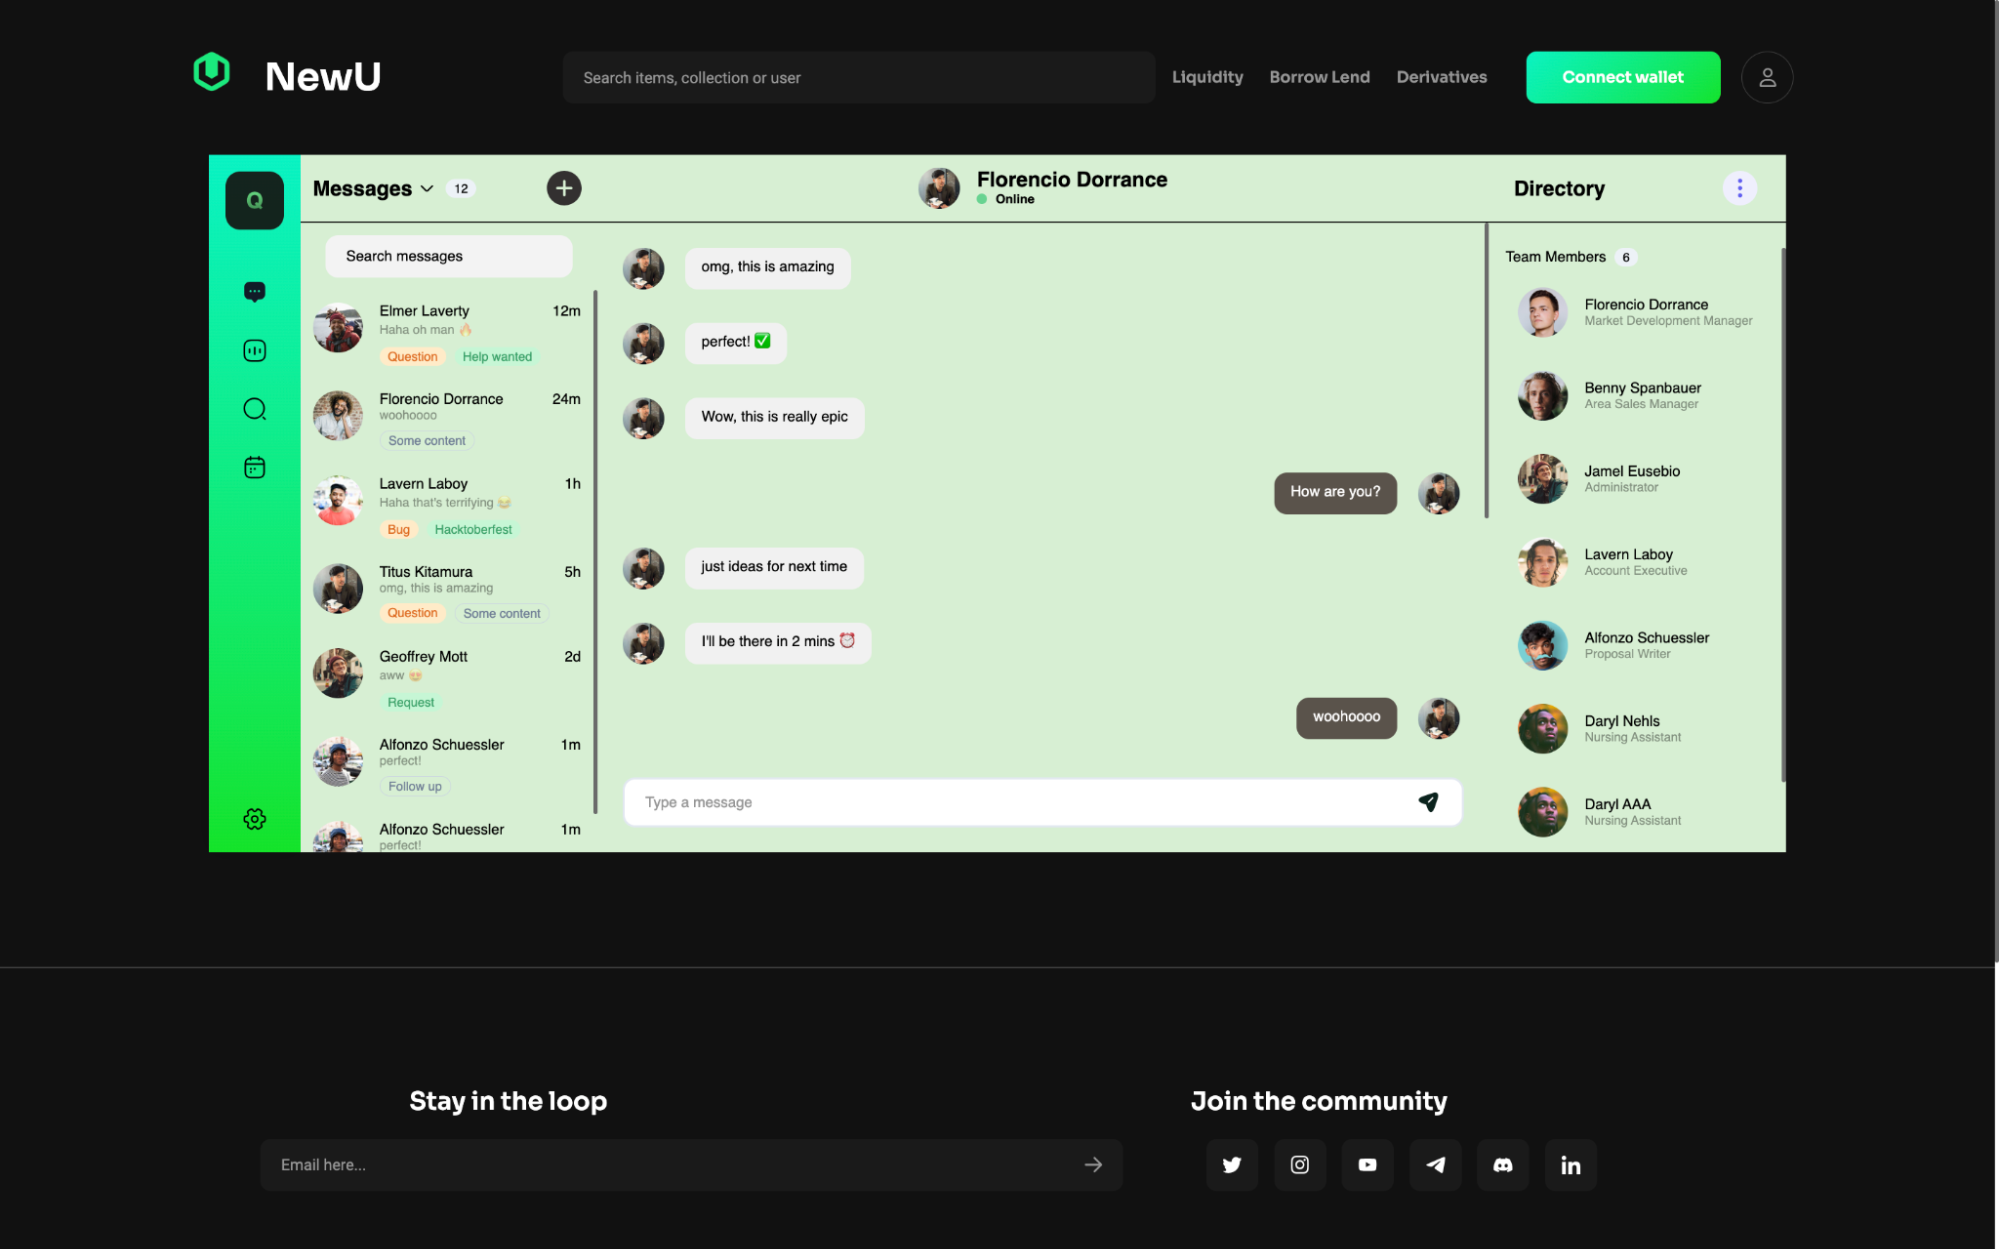 NewU
Search items, collection or user
Liquidity
Borrow Lend
Derivatives
Connect wallet
Q
Messages
12
Search messages
Elmer Laverty
12m
Haha oh man 🔥
Question
Help wanted
Florencio Dorrance
24m
woohoooo
Some content
Lavern Laboy
1h
Haha that's terrifying 😂
Bug
Hacktoberfest
Titus Kitamura
5h
omg, this is amazing
Question
Some content
Geoffrey Mott
2d
aww 😍
Request
Alfonzo Schuessler
1m
perfect!
Follow up
Alfonzo Schuessler
1m
perfect!
Florencio Dorrance
Online
omg, this is amazing
perfect! ✅
Wow, this is really epic
How are you?
just ideas for next time
I'll be there in 2 mins ⏰
woohoooo
Type a message
Directory
Team Members
6
Florencio Dorrance
Market Development Manager
Benny Spanbauer
Area Sales Manager
Jamel Eusebio
Administrator
Lavern Laboy
Account Executive
Alfonzo Schuessler
Proposal Writer
Daryl Nehls
Nursing Assistant
Daryl AAA
Nursing Assistant
Stay in the loop
Email here...
Join the community